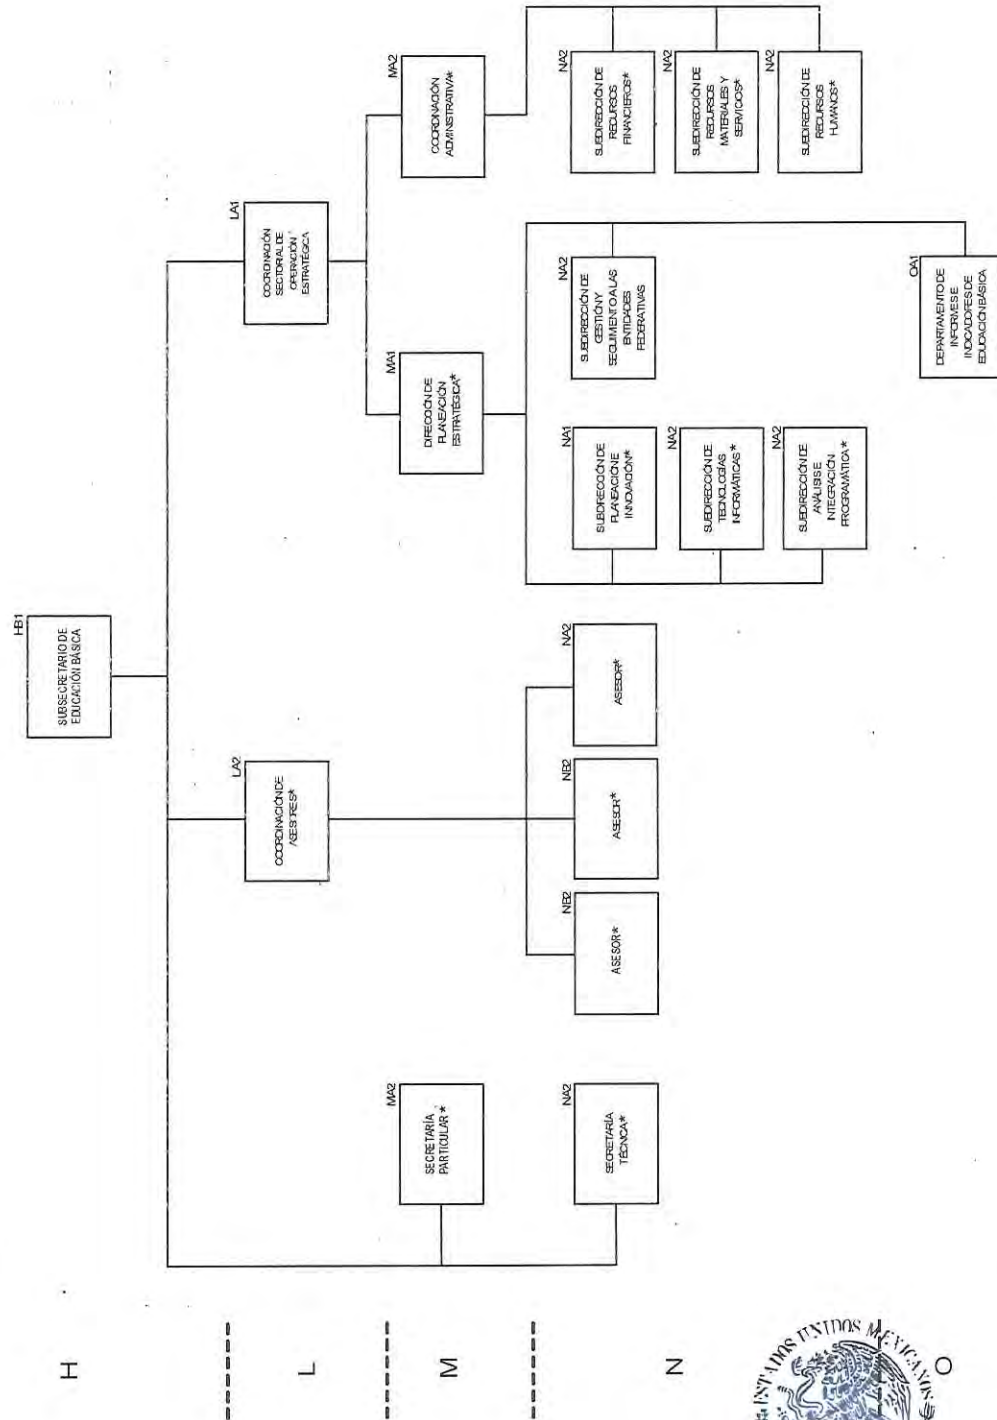 HB1
SUBSECRETARIO DE
EDUCACIÓN BÁSICA
H
LA2
COORDINACIÓN DE
ASESORES*
LA1
COORDINACIÓN
SECTORIAL DE
OPERACIÓN
ESTRATÉGICA
L
MA2
SECRETARÍA
PARTICULAR *
MA1
DIRECCIÓN DE
PLANEACIÓN
ESTRATÉGICA*
MA2
COORDINACIÓN
ADMINISTRATIVA*
M
NA2
SECRETARÍA
TÉCNICA*
NB2
ASESOR*
NB2
ASESOR*
NA2
ASESOR*
NA1
SUBDIRECCIÓN DE
PLANEACIÓN E
INNOVACIÓN*
NA2
SUBDIRECCIÓN DE
GESTIÓN Y
SEGUIMIENTO A LAS
ENTIDADES
FEDERATIVAS
NA2
SUBDIRECCIÓN DE
RECURSOS
FINANCIEROS*
N
NA2
SUBDIRECCIÓN DE
TECNOLOGÍAS
INFORMÁTICAS*
NA2
SUBDIRECCIÓN DE
RECURSOS
MATERIALES Y
SERVICIOS*
NA2
SUBDIRECCIÓN DE
ANÁLISIS E
INTEGRACIÓN
PROGRAMÁTICA*
NA2
SUBDIRECCIÓN DE
RECURSOS
HUMANOS*
O
OA1
DEPARTAMENTO DE
INFORMES E
INDICADORES DE
EDUCACIÓN BÁSICA
ESTADOS UNIDOS MEXICANOS